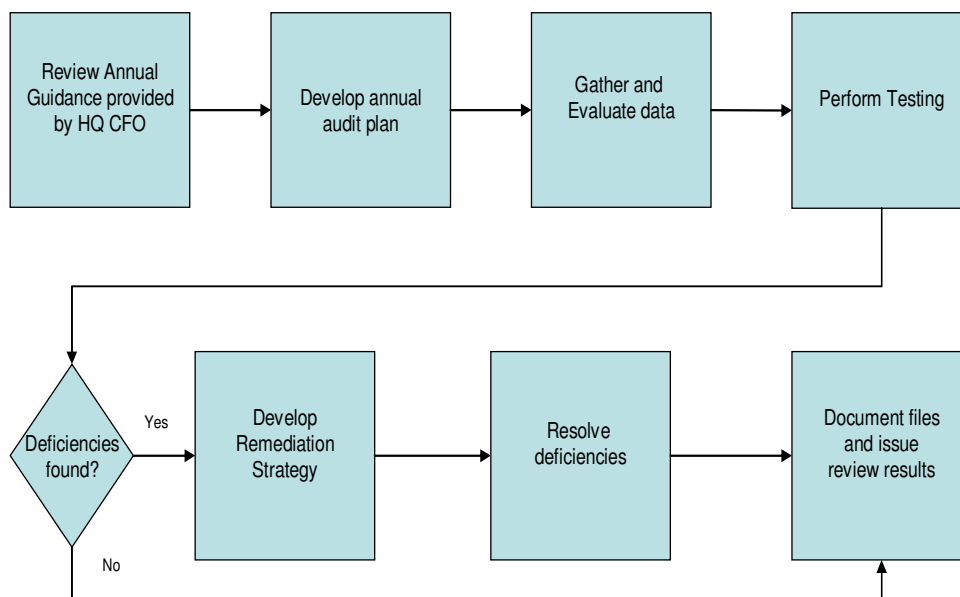 Review Annual
Guidance provided
by HQ CFO
Develop annual
audit plan
Gather and
Evaluate data
Perform Testing
Deficiencies
found?
Yes
No
Develop
Remediation
Strategy
Resolve
deficiencies
Document files
and issue
review results